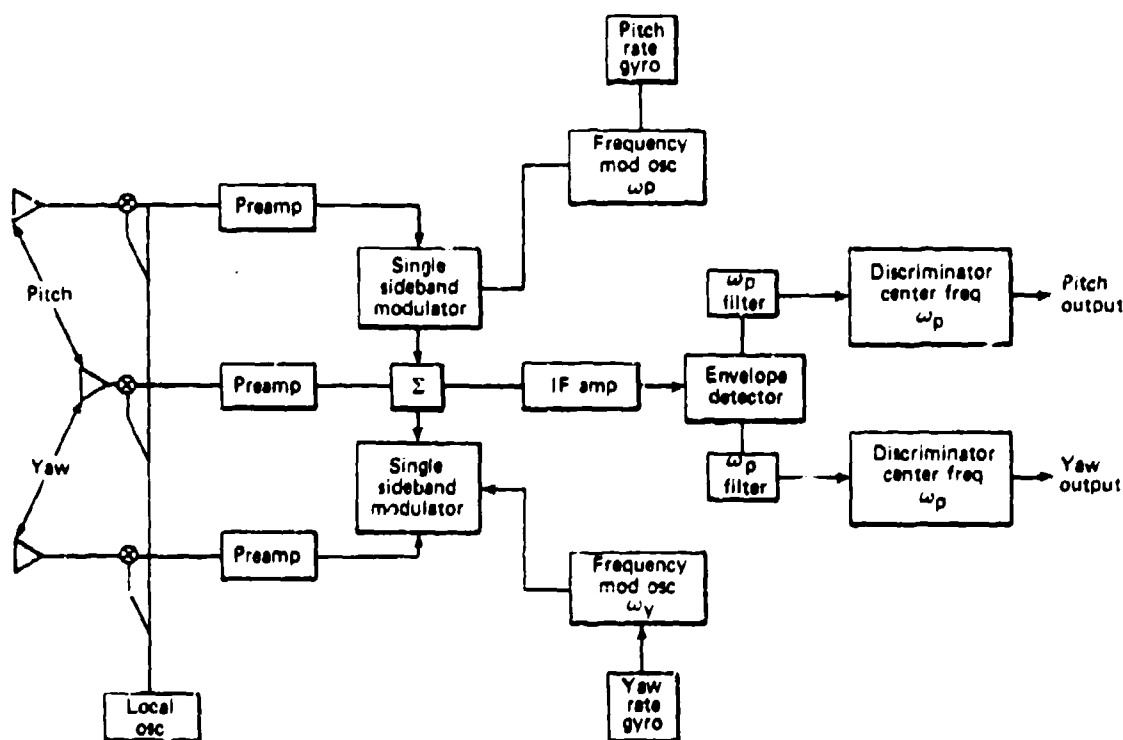 Pitch
rate
gyro
Frequency
mod osc
ωp
Preamp
Single
sideband
modulator
Pitch
ωp
filter
Discriminator
center freq
ωp
Pitch
output
Preamp
Σ
IF amp
Envelope
detector
Yaw
Single
sideband
modulator
ωp
filter
Discriminator
center freq
ωp
Yaw
output
Preamp
Frequency
mod osc
ωy
Local
osc
Yaw
rate
gyro